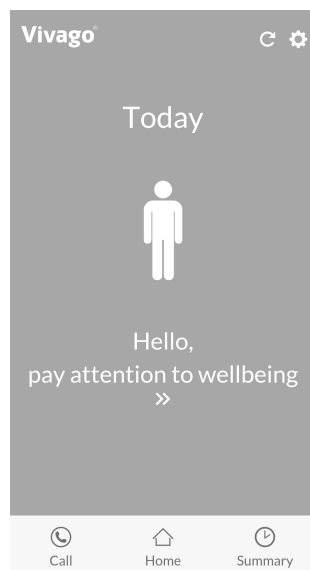 Vivago®
Today
Hello,
pay attention to wellbeing
Call
Home
Summary